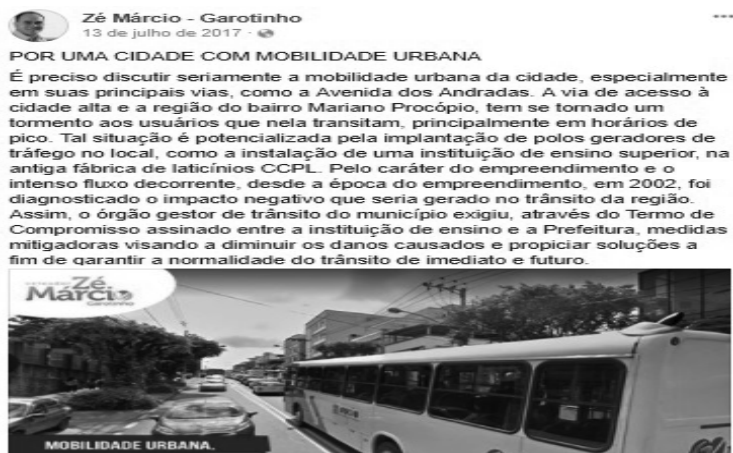 Zé Márcio - Garotinho
13 de julho de 2017 ·
POR UMA CIDADE COM MOBILIDADE URBANA
É preciso discutir seriamente a mobilidade urbana da cidade, especialmente
em suas principais vias, como a Avenida dos Andradas. A via de acesso à
cidade alta e a região do bairro Mariano Procópio, tem se tornado um
tormento aos usuários que nela transitam, principalmente em horários de
pico. Tal situação é potencializada pela implantação de polos geradores de
tráfego no local, como a instalação de uma instituição de ensino superior, na
antiga fábrica de laticínios CCPL. Pelo caráter do empreendimento e o
intenso fluxo decorrente, desde a época do empreendimento, em 2002, foi
diagnosticado o impacto negativo que seria gerado no trânsito da região.
Assim, o órgão gestor de trânsito do município exigiu, através do Termo de
Compromisso assinado entre a instituição de ensino e a Prefeitura, medidas
mitigadoras visando a diminuir os danos causados e propiciar soluções a
fim de garantir a normalidade do trânsito de imediato e futuro.
Zé
Márcio
Garotinho
MOBILIDADE URBANA,